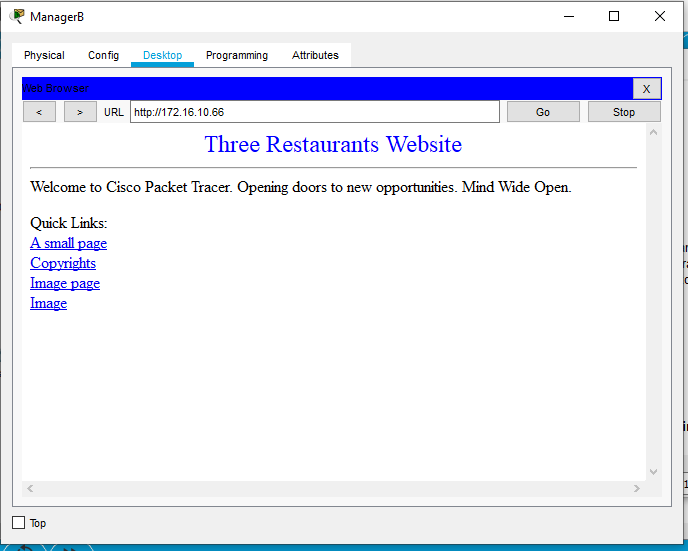 ManagerB
Physical Config Desktop Programming Attributes
Web Browser
X
< > URL http://172.16.10.66 Go Stop
Three Restaurants Website
Welcome to Cisco Packet Tracer. Opening doors to new opportunities. Mind Wide Open.
Quick Links:
A small page
Copyrights
Image page
Image
Top